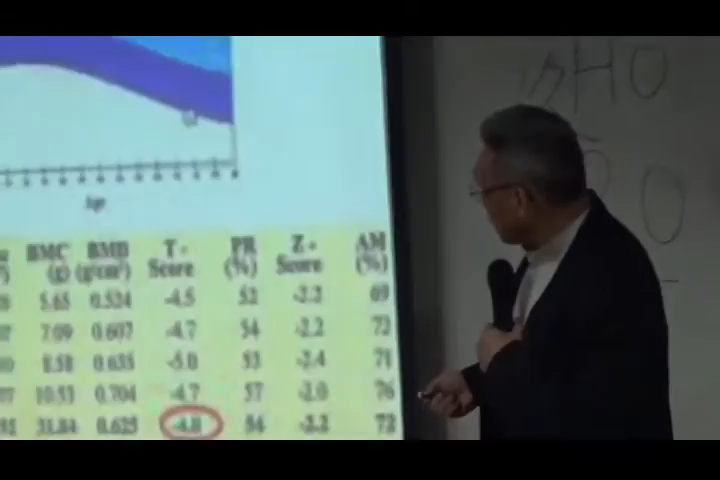 HO
O
Age
BMC BMD T - PR Z - AM
(g) (g/cm²) Score (%) Score (%)
5.65 0.524 -4.5 52 -2.2 69
7.09 0.607 -4.7 54 -2.2 72
8.58 0.635 -5.0 53 -2.4 71
10.53 0.704 -4.7 57 -2.0 76
31.84 0.625 -4.8 54 -2.2 72